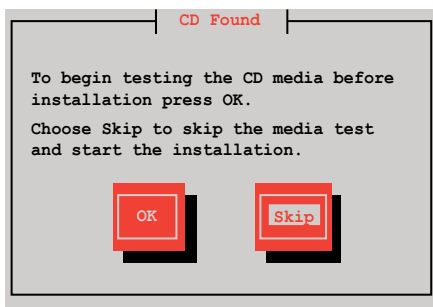 CD Found
To begin testing the CD media before
installation press OK.
Choose Skip to skip the media test
and start the installation.
OK Skip